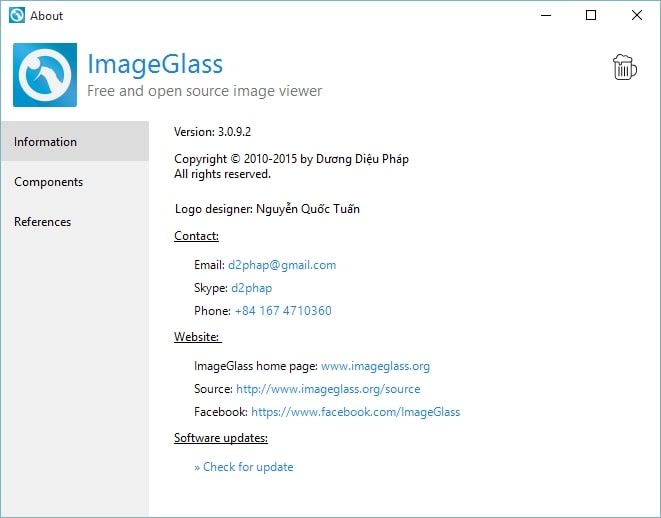 About
ImageGlass
Free and open source image viewer
Information
Components
References
Version: 3.0.9.2
Copyright © 2010-2015 by Dương Diệu Pháp
All rights reserved.
Logo designer: Nguyễn Quốc Tuấn
Contact:
Email: d2phap@gmail.com
Skype: d2phap
Phone: +84 167 4710360
Website:
ImageGlass home page: www.imageglass.org
Source: http://www.imageglass.org/source
Facebook: https://www.facebook.com/ImageGlass
Software updates:
» Check for update